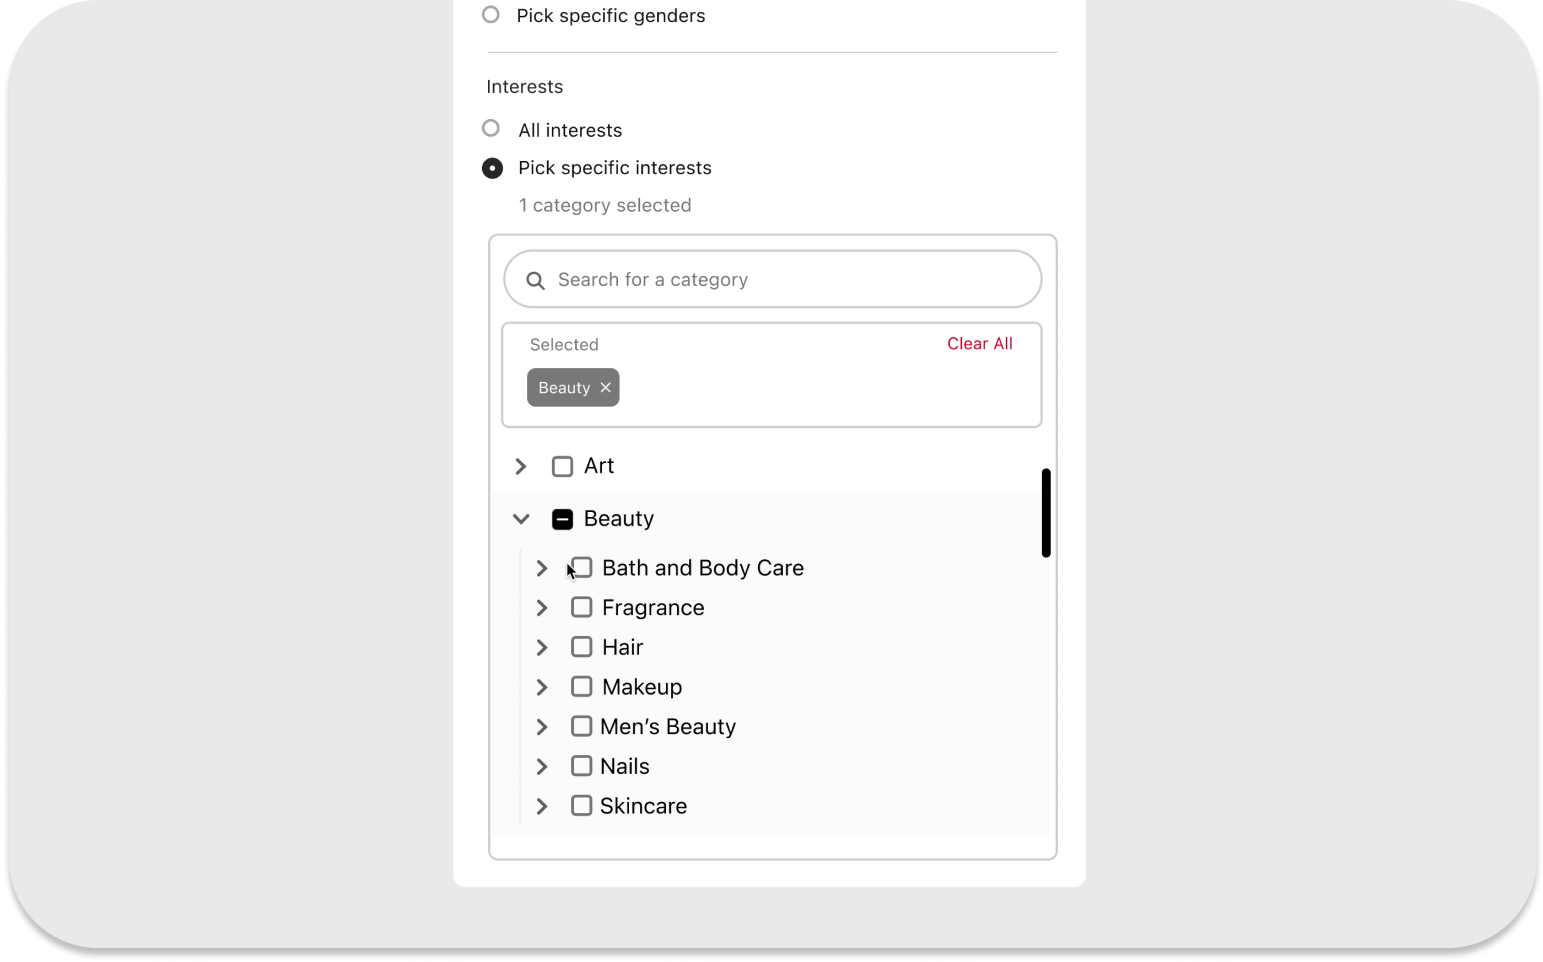 Pick specific genders
Interests
All interests
Pick specific interests
1 category selected
Search for a category
Selected
Clear All
Beauty
Art
Beauty
Bath and Body Care
Fragrance
Hair
Makeup
Men’s Beauty
Nails
Skincare